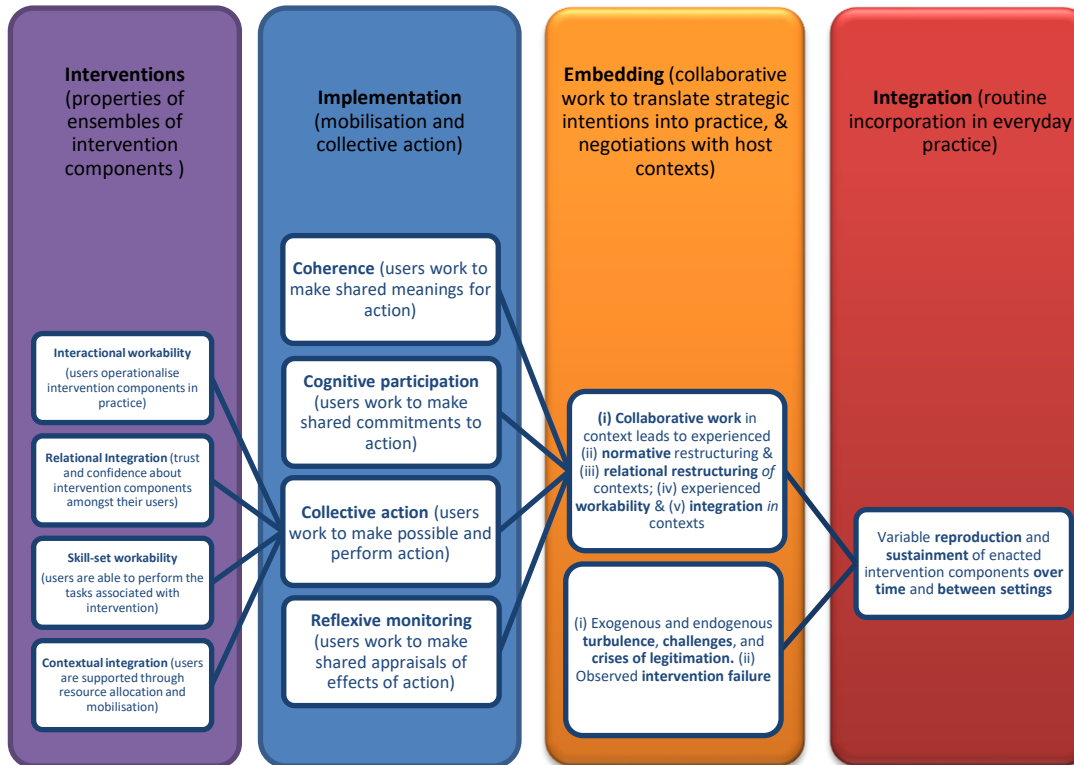 Interventions
(properties of
ensembles of
intervention
components )
Interactional workability
(users operationalise
intervention components in
practice)
Relational Integration (trust
and confidence about
intervention components
amongst their users)
Skill-set workability
(users are able to perform the
tasks associated with
intervention)
Contextual integration (users
are supported through
resource allocation and
mobilisation)
Implementation
(mobilisation and
collective action)
Coherence (users work to
make shared meanings for
action)
Cognitive participation
(users work to make
shared commitments to
action)
Collective action (users
work to make possible and
perform action)
Reflexive monitoring
(users work to make
shared appraisals of
effects of action)
Embedding (collaborative
work to translate strategic
intentions into practice, &
negotiations with host
contexts)
(i) Collaborative work in
context leads to experienced
(ii) normative restructuring &
(iii) relational restructuring of
contexts; (iv) experienced
workability & (v) integration in
contexts
(i) Exogenous and endogenous
turbulence, challenges, and
crises of legitimation. (ii)
Observed intervention failure
Integration (routine
incorporation in everyday
practice)
Variable reproduction and
sustainment of enacted
intervention components over
time and between settings